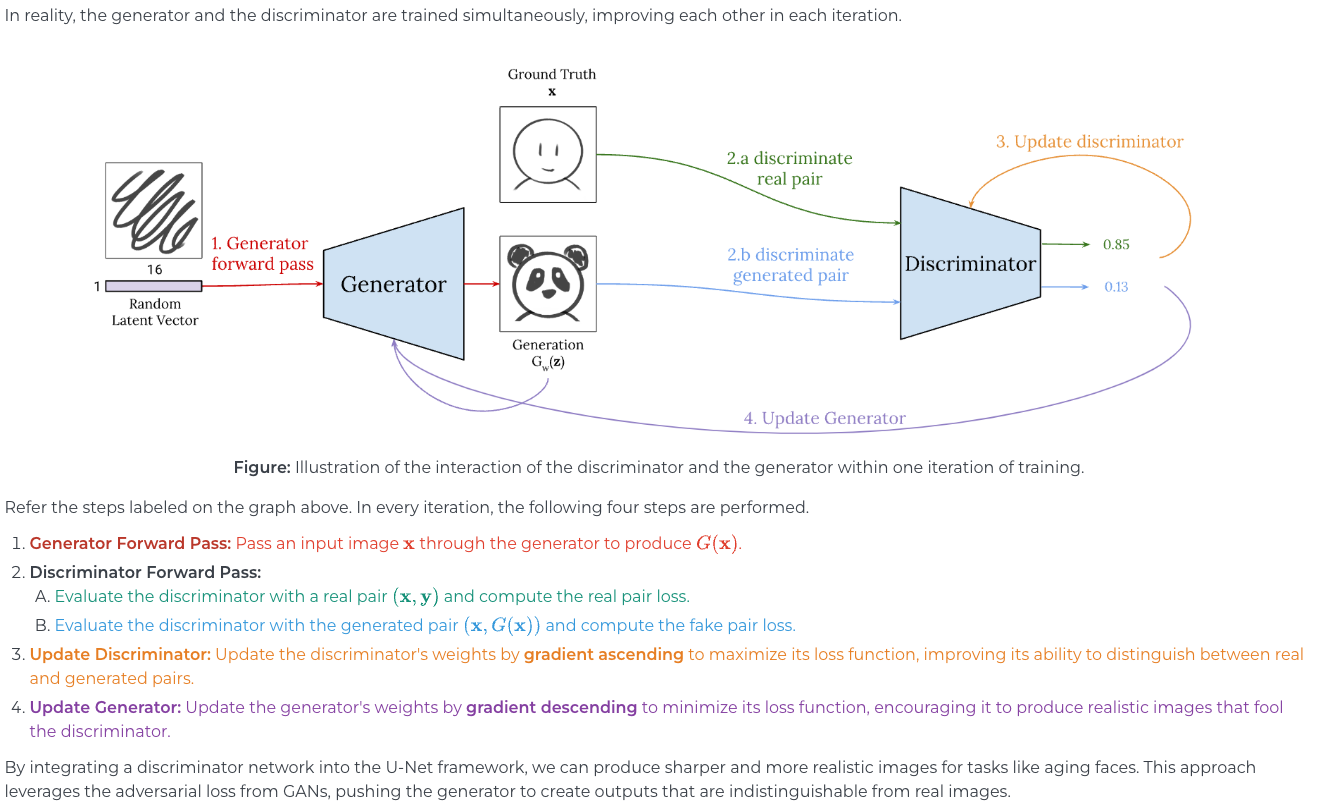 In reality, the generator and the discriminator are trained simultaneously, improving each other in each iteration.
Ground Truth
x
3. Update discriminator
2.a discriminate
real pair
1. Generator
forward pass
0.85
2.b discriminate
generated pair
Discriminator
16
Generator
1
0.13
Random
Latent Vector
Generation
G_w(z)
4. Update Generator
Figure: Illustration of the interaction of the discriminator and the generator within one iteration of training.
Refer the steps labeled on the graph above. In every iteration, the following four steps are performed.
1. Generator Forward Pass: Pass an input image x through the generator to produce G(x).
2. Discriminator Forward Pass:
A. Evaluate the discriminator with a real pair (x, y) and compute the real pair loss.
B. Evaluate the discriminator with the generated pair (x, G(x)) and compute the fake pair loss.
3. Update Discriminator: Update the discriminator's weights by gradient ascending to maximize its loss function, improving its ability to distinguish between real
and generated pairs.
4. Update Generator: Update the generator's weights by gradient descending to minimize its loss function, encouraging it to produce realistic images that fool
the discriminator.
By integrating a discriminator network into the U-Net framework, we can produce sharper and more realistic images for tasks like aging faces. This approach
leverages the adversarial loss from GANs, pushing the generator to create outputs that are indistinguishable from real images.